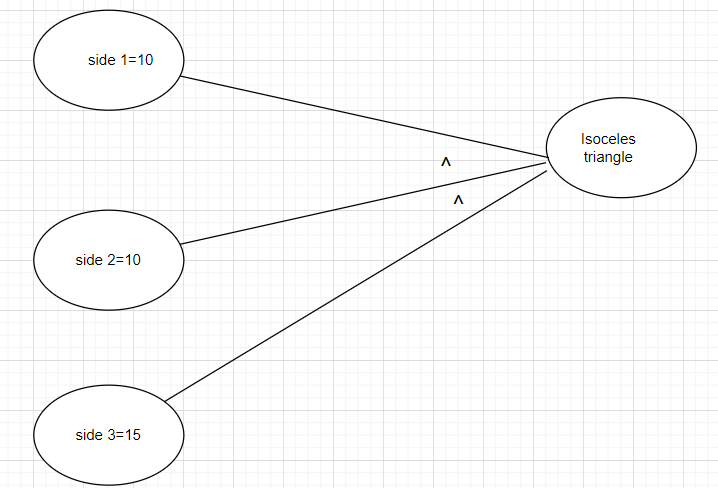 side 1=10
Isoceles
triangle
^
^
side 2=10
side 3=15